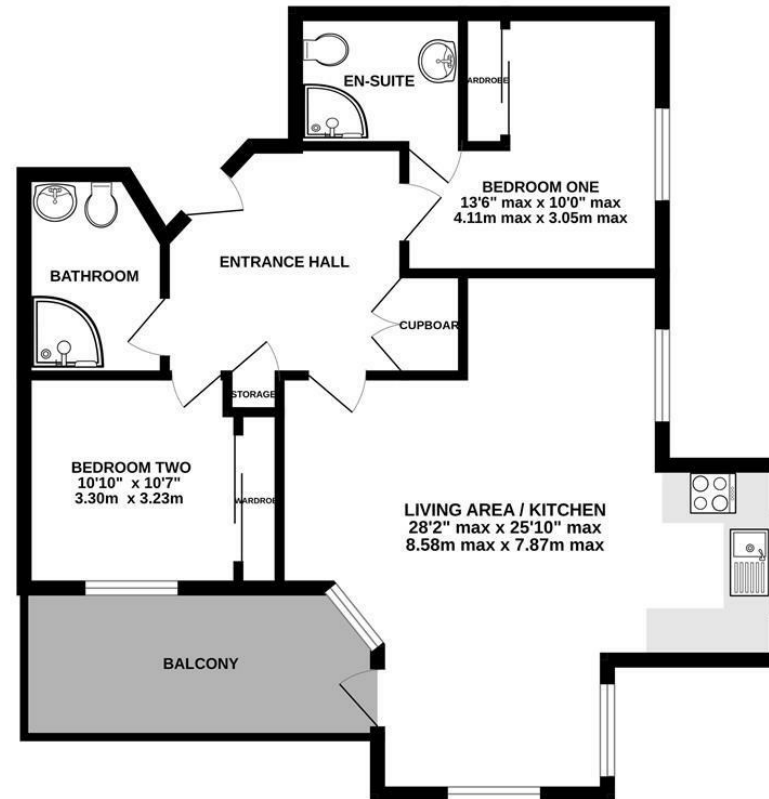 EN-SUITE
ARDROBE
BEDROOM ONE
13'6" max x 10'0" max
4.11m max x 3.05m max
ENTRANCE HALL
BATHROOM
CUPBOAR
STORAGE
BEDROOM TWO
10'10" x 10'7"
3.30m x 3.23m
WARDROBE
LIVING AREA / KITCHEN
28'2" max x 25'10" max
8.58m max x 7.87m max
BALCONY